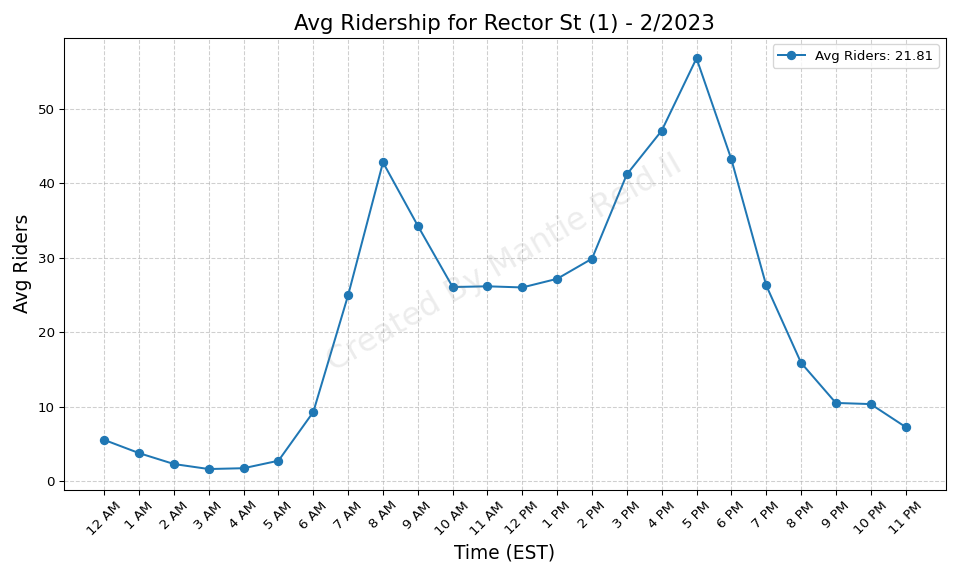 Avg Ridership for Rector St (1) - 2/2023
Avg Riders: 21.81
Avg Riders
50
40
30
20
10
0
Created By Mantie Reid II
12 AM
1 AM
2 AM
3 AM
4 AM
5 AM
6 AM
7 AM
8 AM
9 AM
10 AM
11 AM
12 PM
1 PM
2 PM
3 PM
4 PM
5 PM
6 PM
7 PM
8 PM
9 PM
10 PM
11 PM
Time (EST)